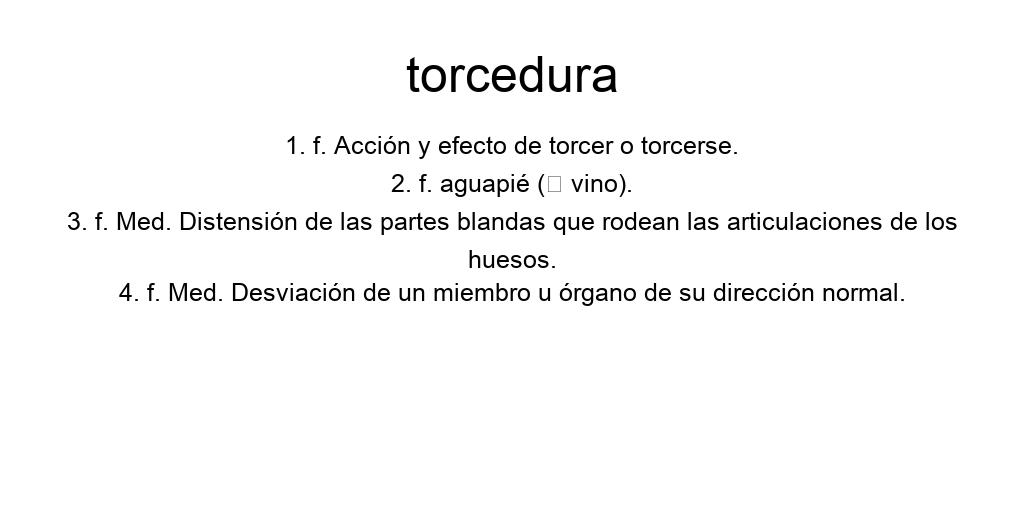 torcedura
1. f. Acción y efecto de torcer o torcerse.
2. f. aguapié (□ vino).
3. f. Med. Distensión de las partes blandas que rodean las articulaciones de los
huesos.
4. f. Med. Desviación de un miembro u órgano de su dirección normal.